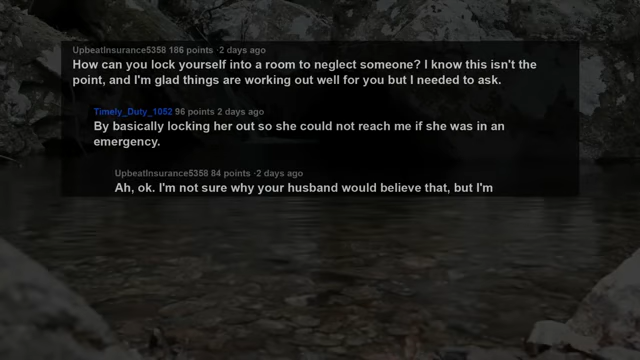 UpbeatInsurance5358 186 points · 2 days ago
How can you lock yourself into a room to neglect someone? I know this isn't the
point, and I'm glad things are working out well for you but I needed to ask.
Timely_Duty_1052 96 points 2 days ago
By basically locking her out so she could not reach me if she was in an
emergency.
UpbeatInsurance5358 84 points · 2 days ago
Ah, ok. I'm not sure why your husband would believe that, but I'm